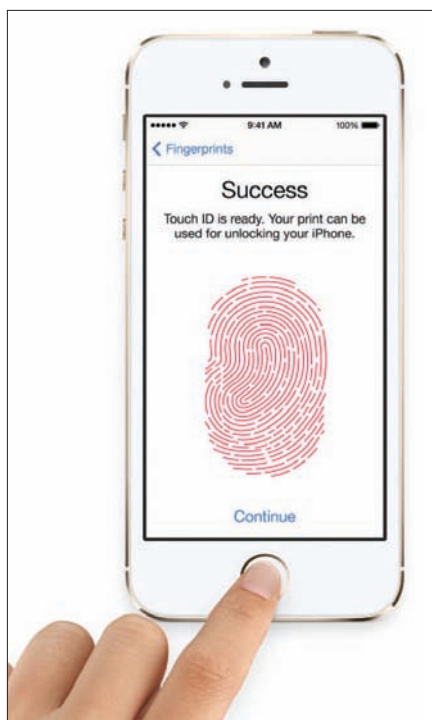 9:41 AM
100%
Fingerprints
Success
Touch ID is ready. Your print can be
used for unlocking your iPhone.
Continue